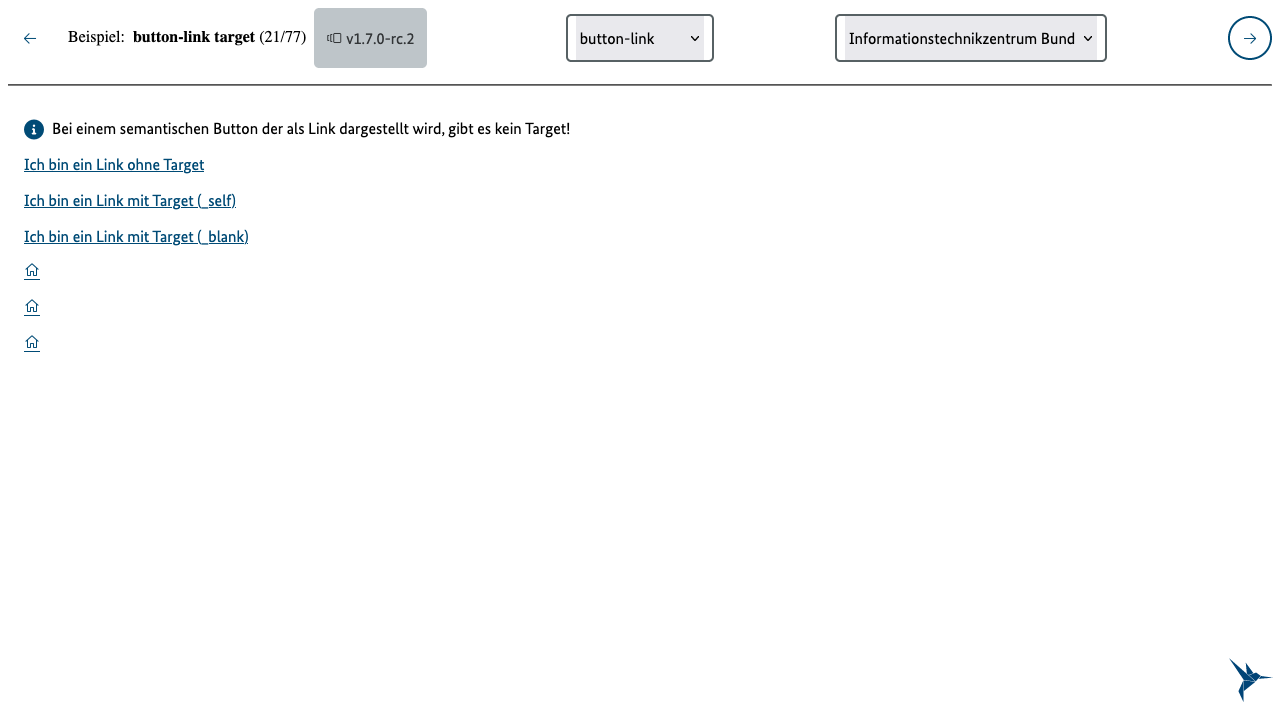 Beispiel: button-link target (21/77) v1.7.0-rc.2 button-link Informationstechnikzentrum Bund
Bei einem semantischen Button der als Link dargestellt wird, gibt es kein Target!
Ich bin ein Link ohne Target
Ich bin ein Link mit Target (_self)
Ich bin ein Link mit Target (_blank)